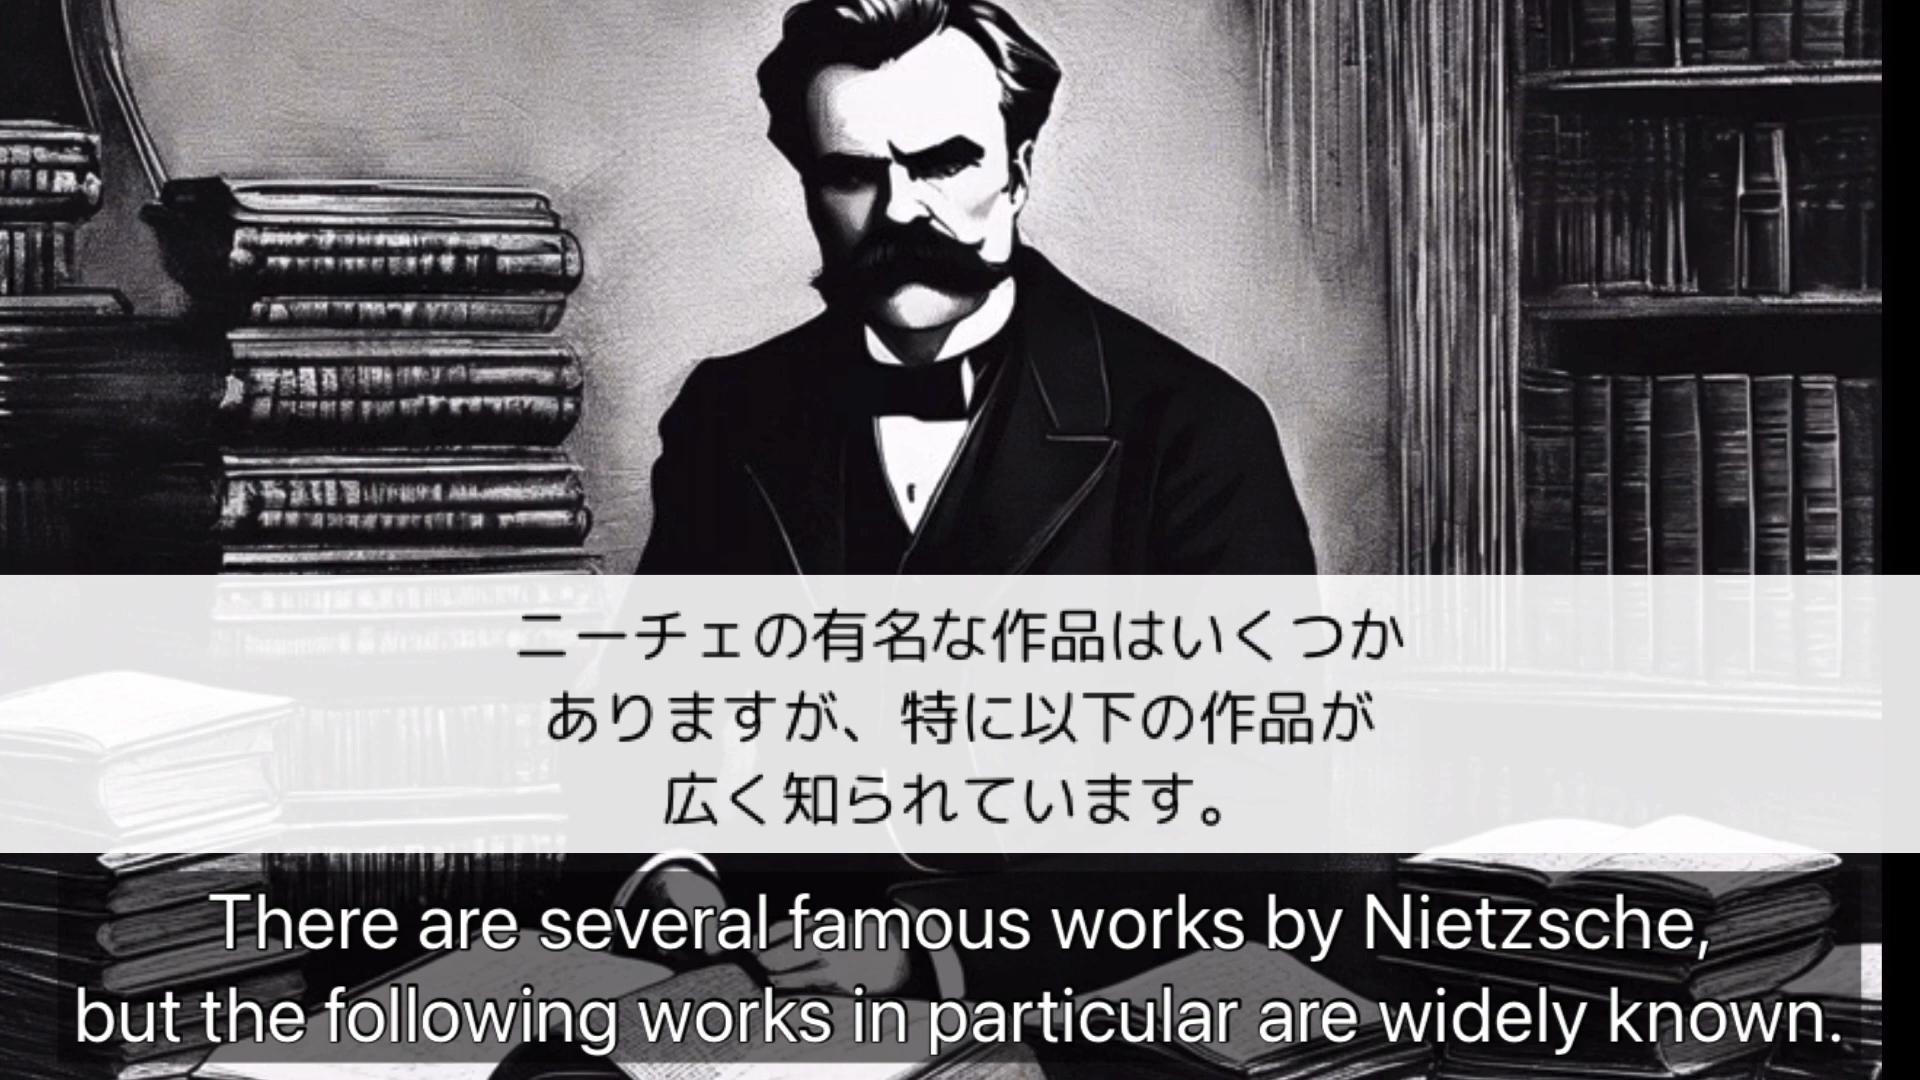 ニーチェの有名な作品はいくつか
ありますが、特に以下の作品が
広く知られています。
There are several famous works by Nietzsche,
but the following works in particular are widely known.